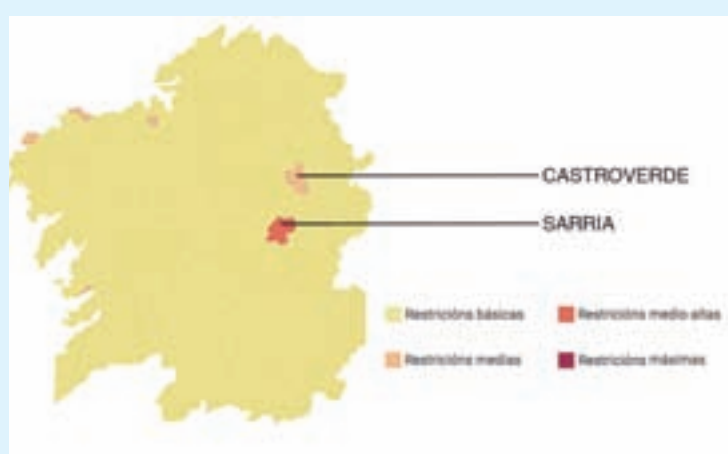 CASTROVERDE
SARRIA
Restricións básicas
Restricións medio-altas
Restricións medias
Restricións máximas